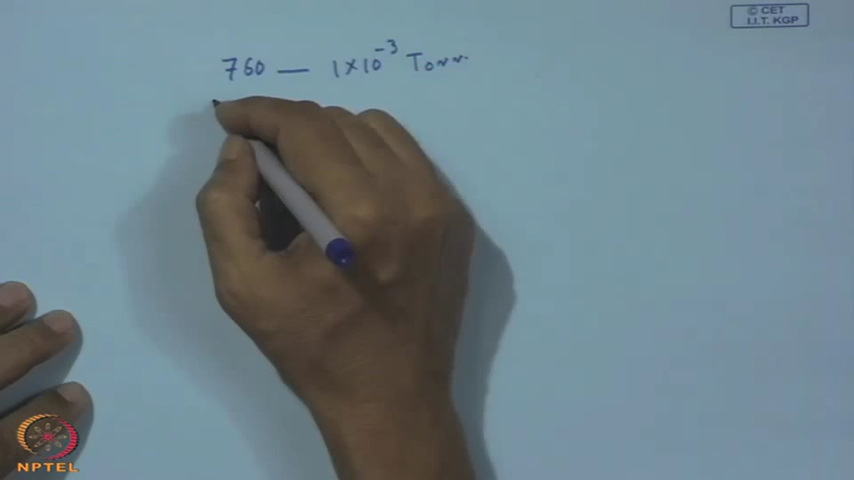 © CET
I.I.T. KGP
760 — 1×10⁻³ Torr.
NPTEL